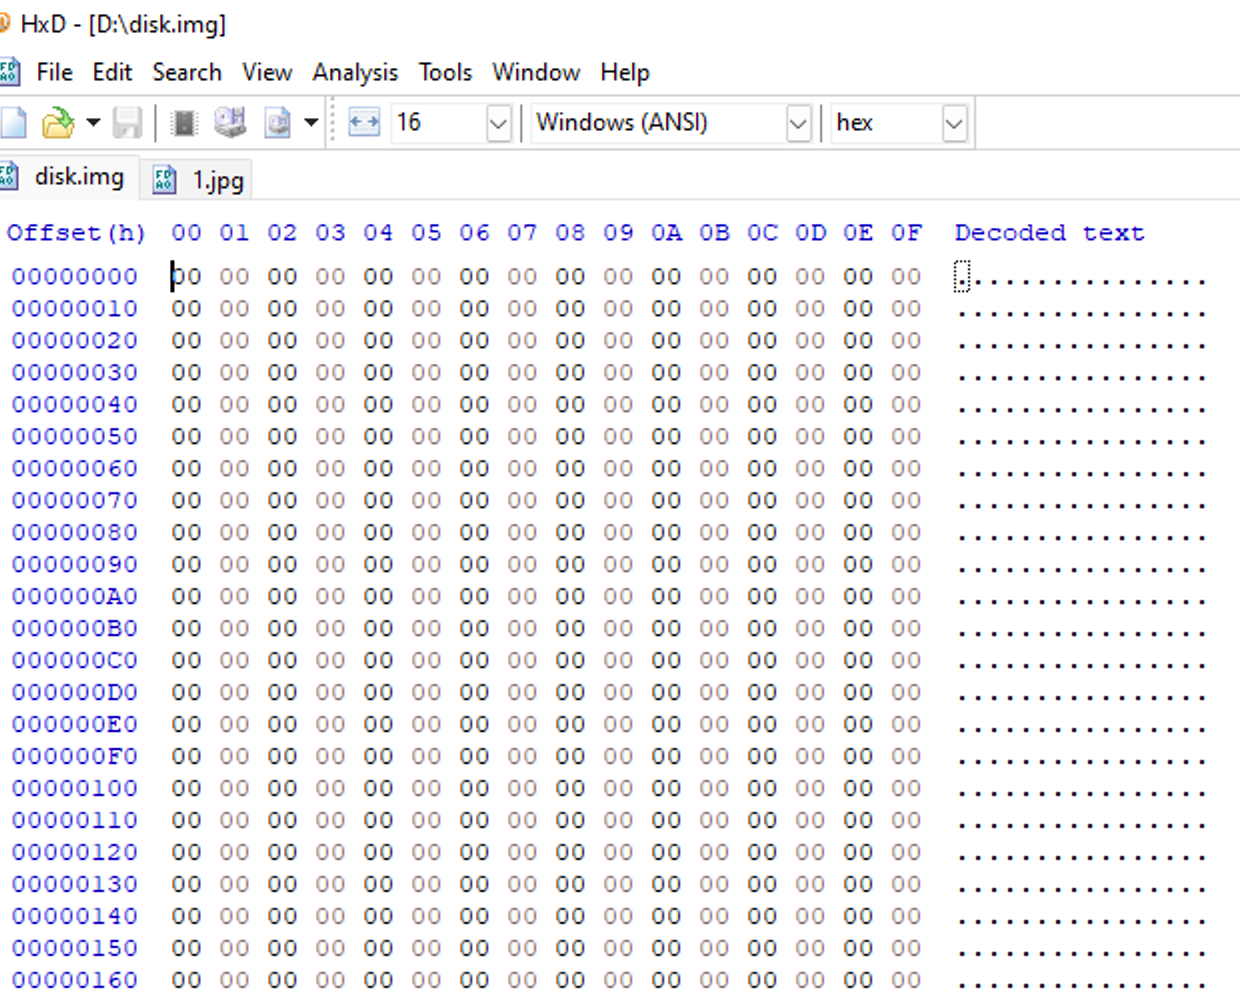 HxD - [D:\disk.img]
File Edit Search View Analysis Tools Window Help
16 Windows (ANSI) hex
disk.img 1.jpg
Offset(h) 00 01 02 03 04 05 06 07 08 09 0A 0B 0C 0D 0E 0F Decoded text
00000000 00 00 00 00 00 00 00 00 00 00 00 00 00 00 00 00 ................
00000010 00 00 00 00 00 00 00 00 00 00 00 00 00 00 00 00 ................
00000020 00 00 00 00 00 00 00 00 00 00 00 00 00 00 00 00 ................
00000030 00 00 00 00 00 00 00 00 00 00 00 00 00 00 00 00 ................
00000040 00 00 00 00 00 00 00 00 00 00 00 00 00 00 00 00 ................
00000050 00 00 00 00 00 00 00 00 00 00 00 00 00 00 00 00 ................
00000060 00 00 00 00 00 00 00 00 00 00 00 00 00 00 00 00 ................
00000070 00 00 00 00 00 00 00 00 00 00 00 00 00 00 00 00 ................
00000080 00 00 00 00 00 00 00 00 00 00 00 00 00 00 00 00 ................
00000090 00 00 00 00 00 00 00 00 00 00 00 00 00 00 00 00 ................
000000A0 00 00 00 00 00 00 00 00 00 00 00 00 00 00 00 00 ................
000000B0 00 00 00 00 00 00 00 00 00 00 00 00 00 00 00 00 ................
000000C0 00 00 00 00 00 00 00 00 00 00 00 00 00 00 00 00 ................
000000D0 00 00 00 00 00 00 00 00 00 00 00 00 00 00 00 00 ................
000000E0 00 00 00 00 00 00 00 00 00 00 00 00 00 00 00 00 ................
000000F0 00 00 00 00 00 00 00 00 00 00 00 00 00 00 00 00 ................
00000100 00 00 00 00 00 00 00 00 00 00 00 00 00 00 00 00 ................
00000110 00 00 00 00 00 00 00 00 00 00 00 00 00 00 00 00 ................
00000120 00 00 00 00 00 00 00 00 00 00 00 00 00 00 00 00 ................
00000130 00 00 00 00 00 00 00 00 00 00 00 00 00 00 00 00 ................
00000140 00 00 00 00 00 00 00 00 00 00 00 00 00 00 00 00 ................
00000150 00 00 00 00 00 00 00 00 00 00 00 00 00 00 00 00 ................
00000160 00 00 00 00 00 00 00 00 00 00 00 00 00 00 00 00 ................